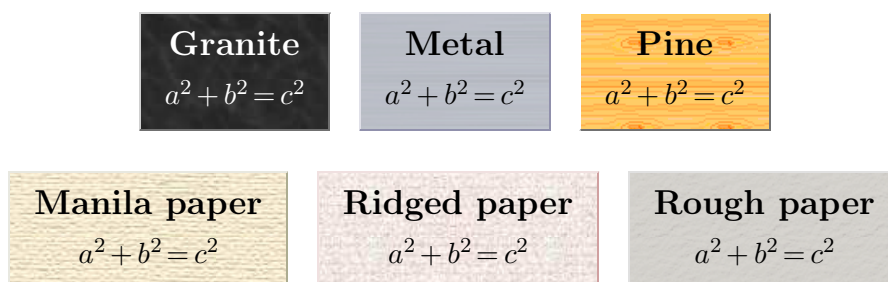 Granite Metal Pine
a² + b² = c² a² + b² = c² a² + b² = c²
Manila paper Ridged paper Rough paper
a² + b² = c² a² + b² = c² a² + b² = c²